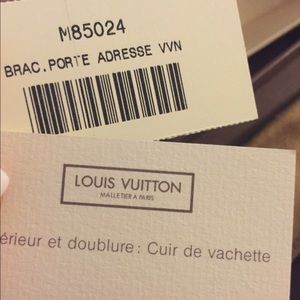 M85024
BRAC.PORTE ADRESSE VVN
LOUIS VUITTON
MALLETIER À PARIS
érieur et doublure : Cuir de vachette